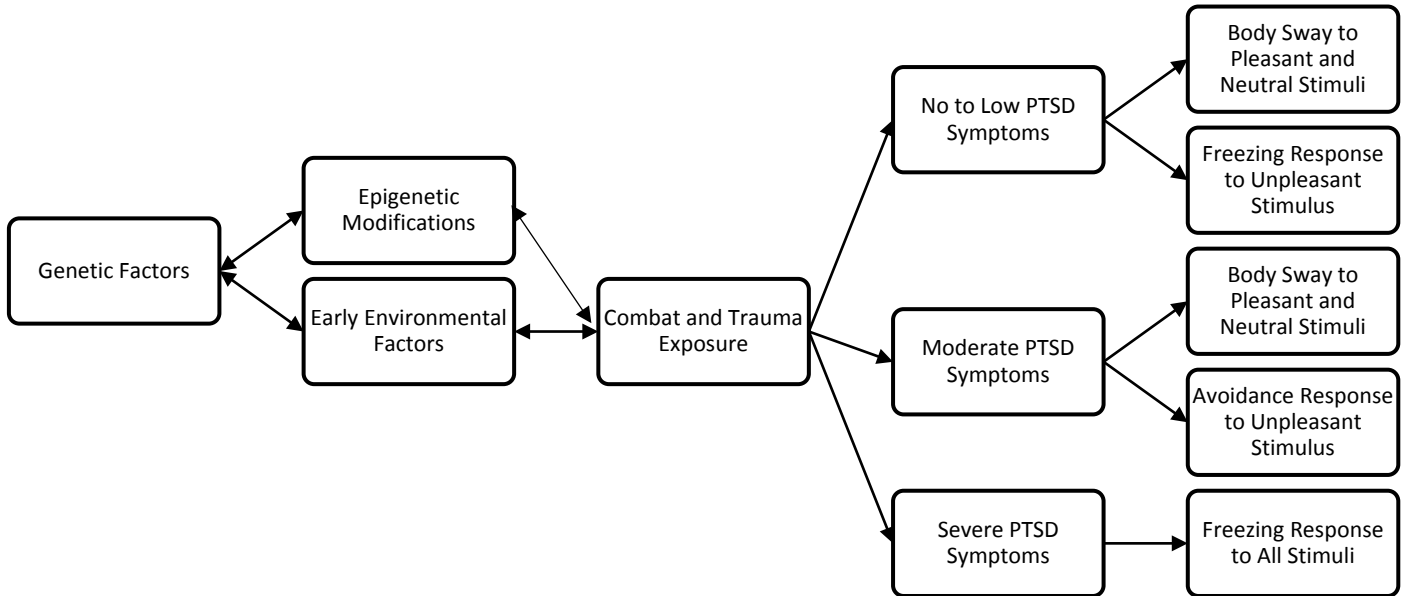 Genetic Factors
Epigenetic
Modifications
Early Environmental
Factors
Combat and Trauma
Exposure
No to Low PTSD
Symptoms
Moderate PTSD
Symptoms
Severe PTSD
Symptoms
Body Sway to
Pleasant and
Neutral Stimuli
Freezing Response
to Unpleasant
Stimulus
Body Sway to
Pleasant and
Neutral Stimuli
Avoidance Response
to Unpleasant
Stimulus
Freezing Response
to All Stimuli